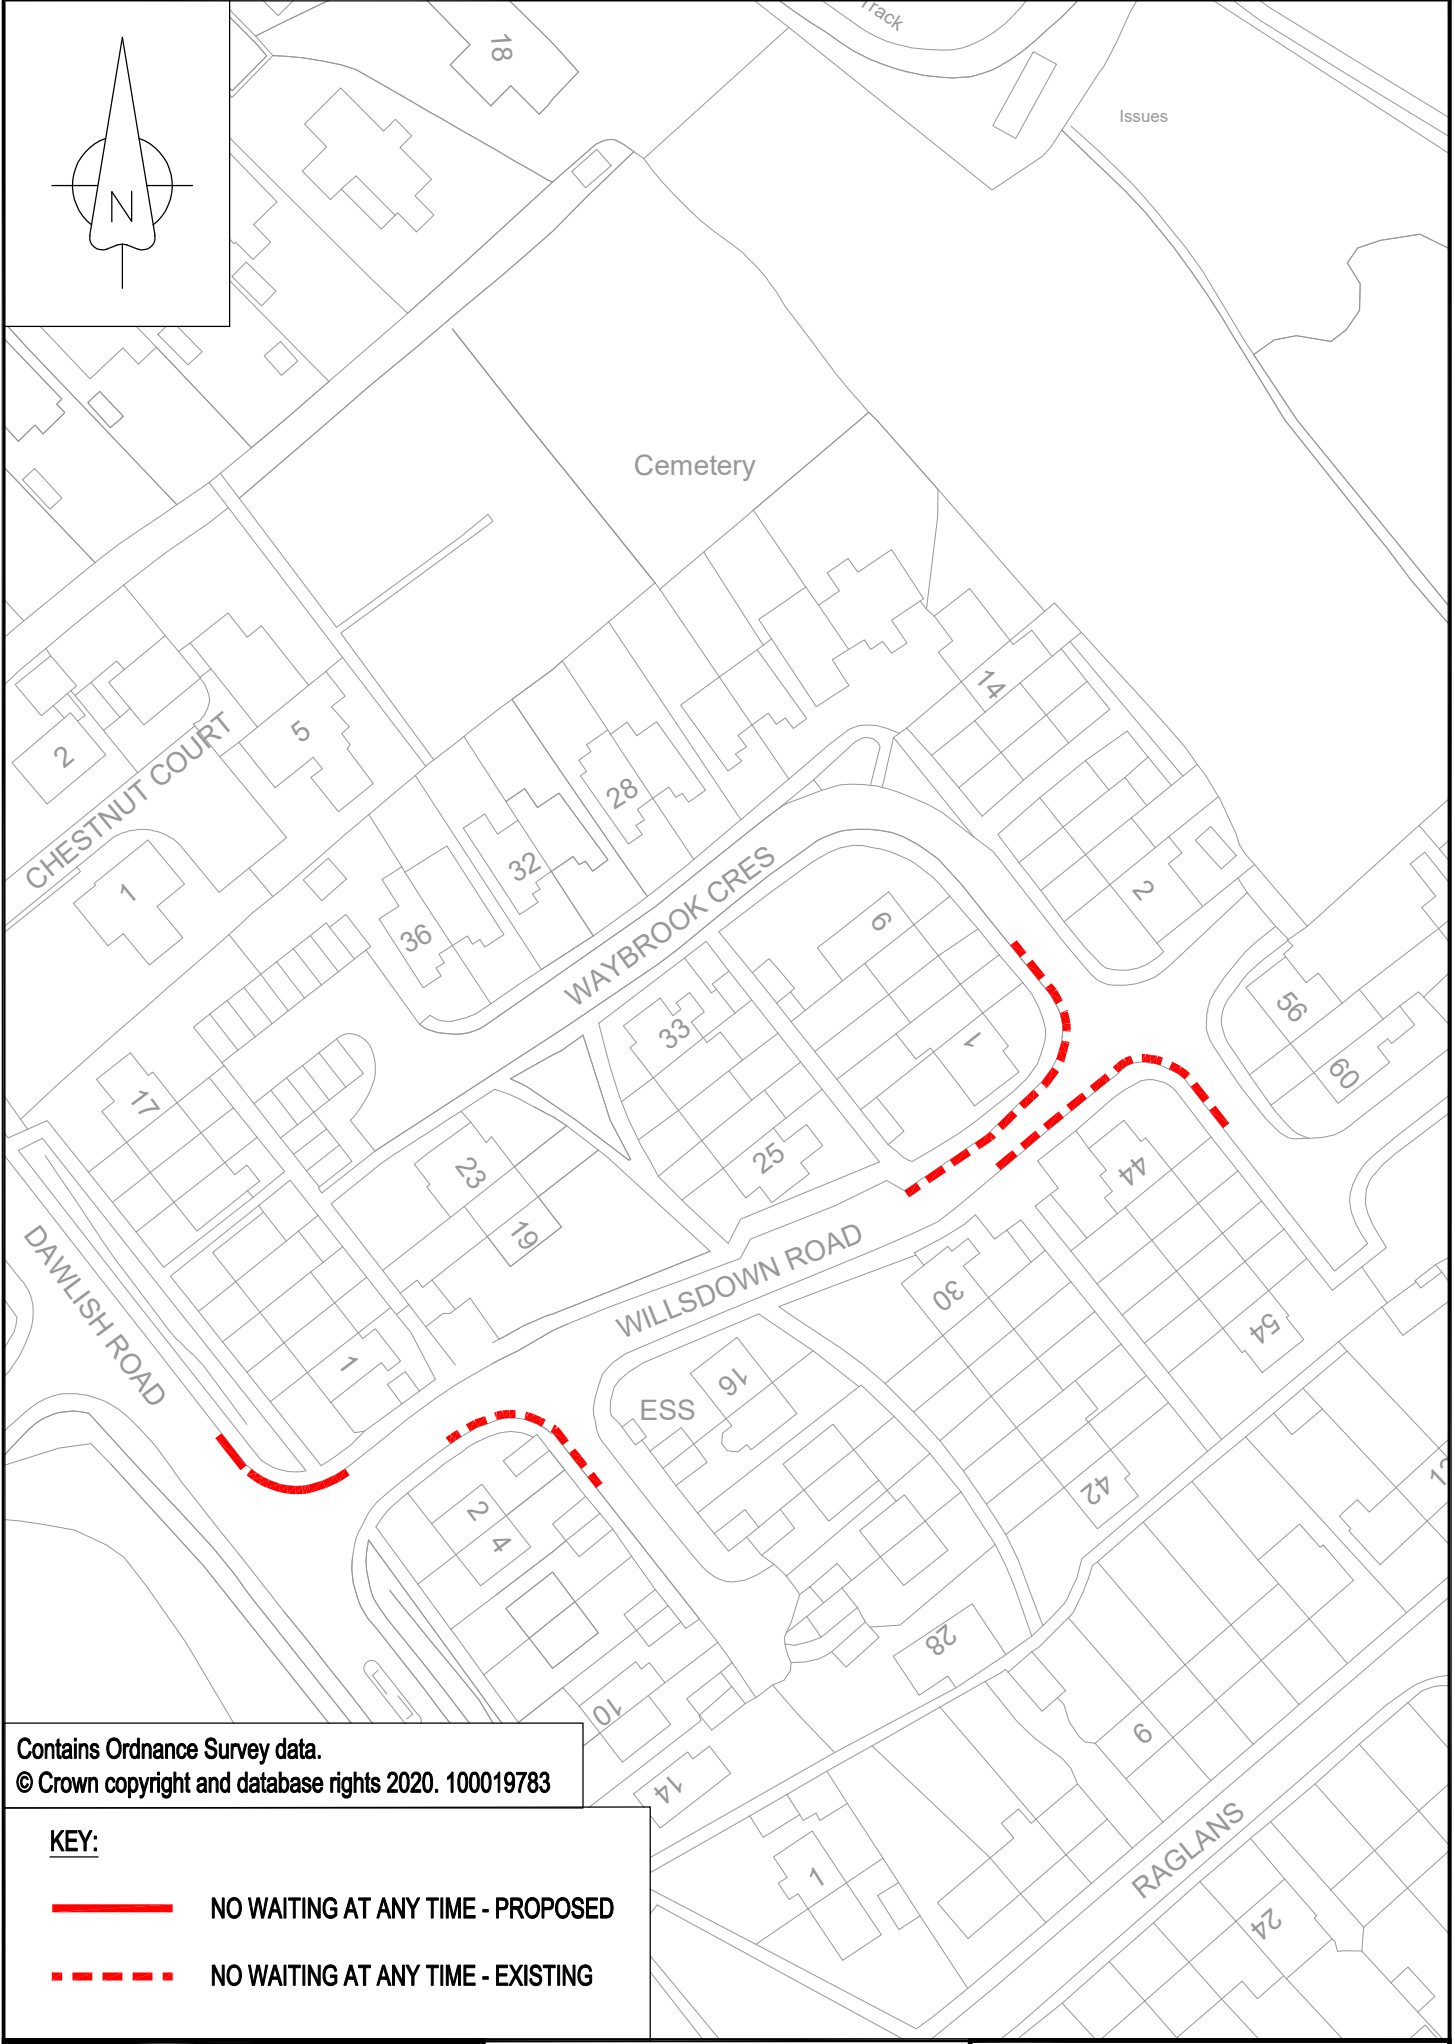 Track
18
Issues
N
Cemetery
14
5
2
CHESTNUT COURT
28
32
1
2
WAYBROOK CRES
36
9
33
56
1
60
17
25
44
23
19
DAWLISH ROAD
WILLSDOWN ROAD
30
54
1
16
ESS
42
2
4
28
10
9
14
1
RAGLANS
24
Contains Ordnance Survey data.
© Crown copyright and database rights 2020. 100019783
KEY:
NO WAITING AT ANY TIME - PROPOSED
NO WAITING AT ANY TIME - EXISTING